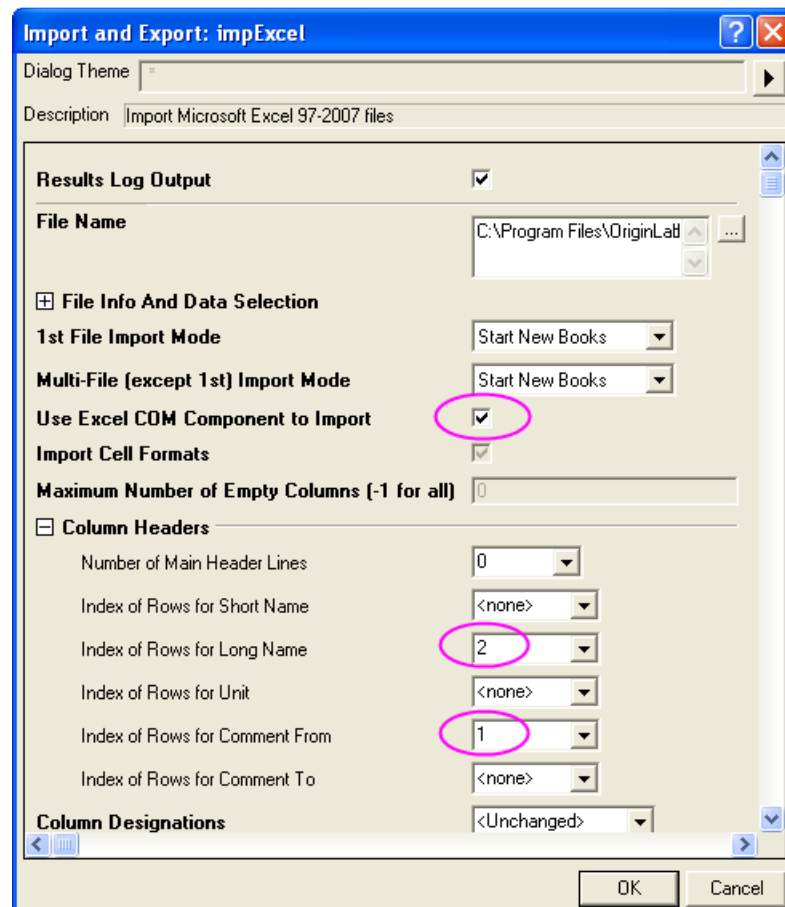 Import and Export: impExcel
Dialog Theme *
Description Import Microsoft Excel 97-2007 files
Results Log Output
File Name C:\Program Files\OriginLab
...
File Info And Data Selection
1st File Import Mode Start New Books
Multi-File (except 1st) Import Mode Start New Books
Use Excel COM Component to Import
Import Cell Formats
Maximum Number of Empty Columns (-1 for all) 0
Column Headers
Number of Main Header Lines 0
Index of Rows for Short Name <none>
Index of Rows for Long Name 2
Index of Rows for Unit <none>
Index of Rows for Comment From 1
Index of Rows for Comment To <none>
Column Designations <Unchanged>
OK Cancel